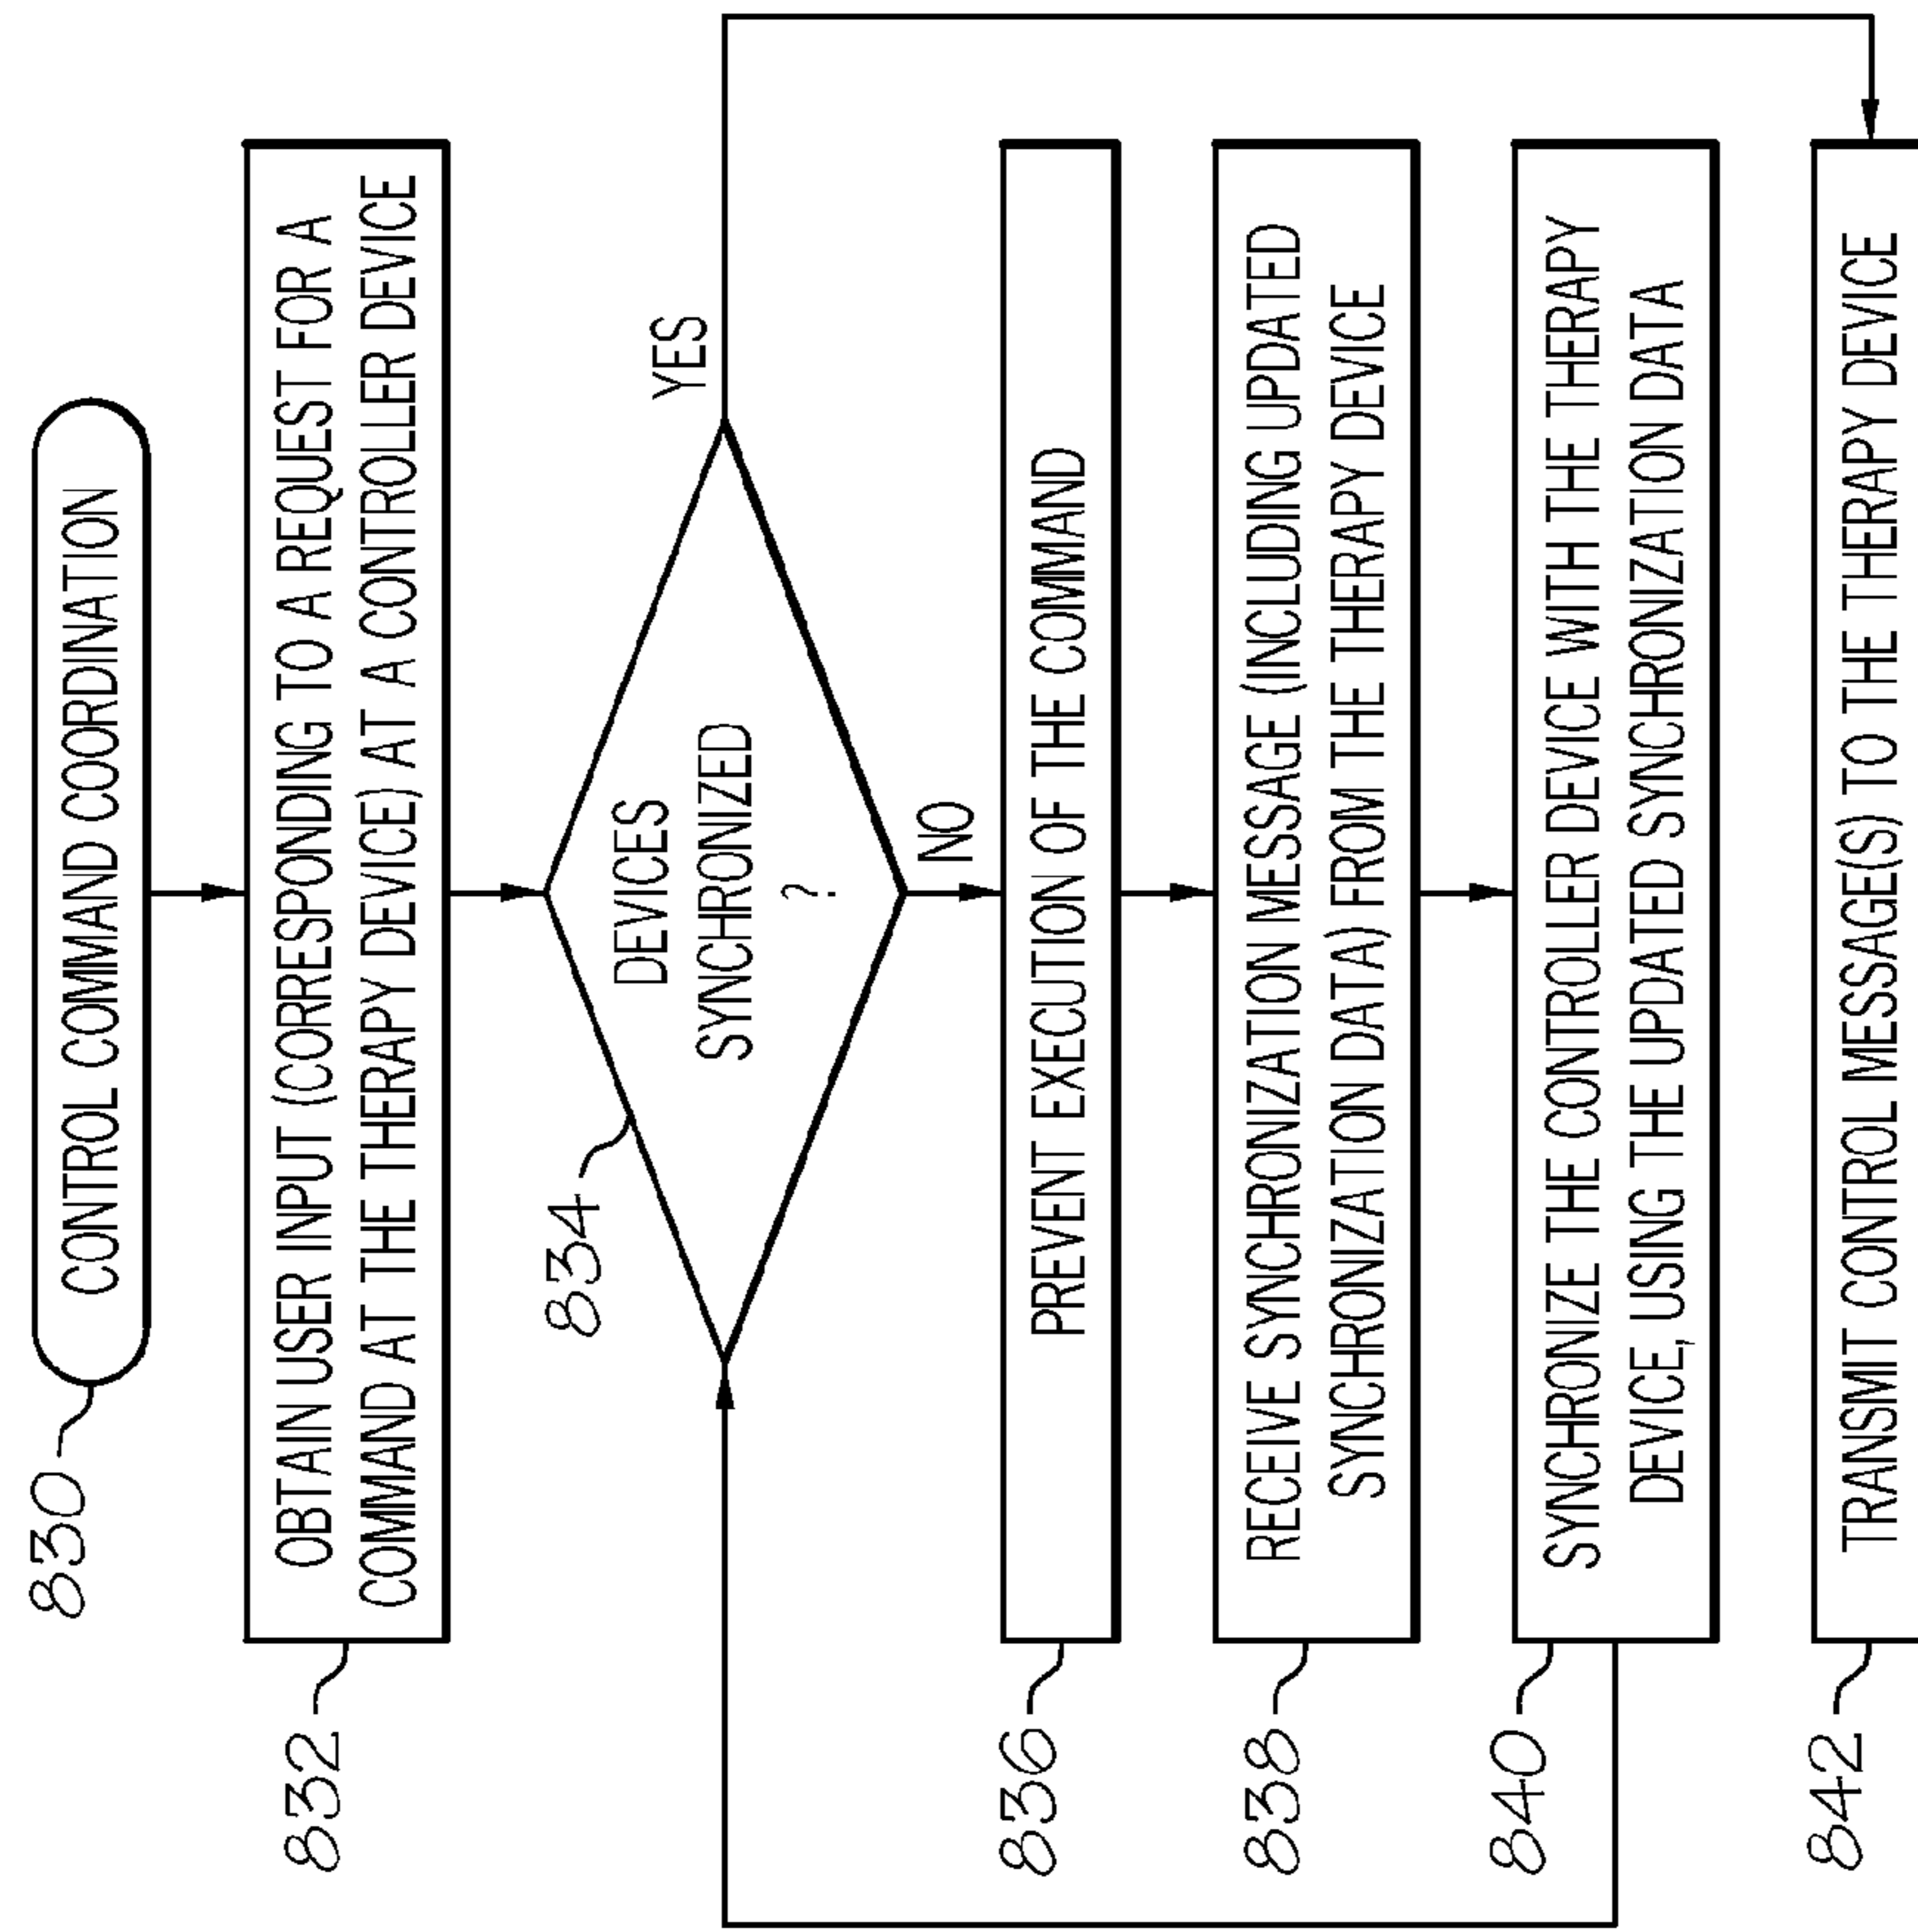 830
CONTROL COMMAND COORDINATION
832
OBTAIN USER INPUT (CORRESPONDING TO A REQUEST FOR A
COMMAND AT THE THERAPY DEVICE) AT A CONTROLLER DEVICE
834
DEVICES
SYNCHRONIZED
?
YES
NO
836
PREVENT EXECUTION OF THE COMMAND
838
RECEIVE SYNCHRONIZATION MESSAGE (INCLUDING UPDATED
SYNCHRONIZATION DATA) FROM THE THERAPY DEVICE
840
SYNCHRONIZE THE CONTROLLER DEVICE WITH THE THERAPY
DEVICE, USING THE UPDATED SYNCHRONIZATION DATA
842
TRANSMIT CONTROL MESSAGE(S) TO THE THERAPY DEVICE